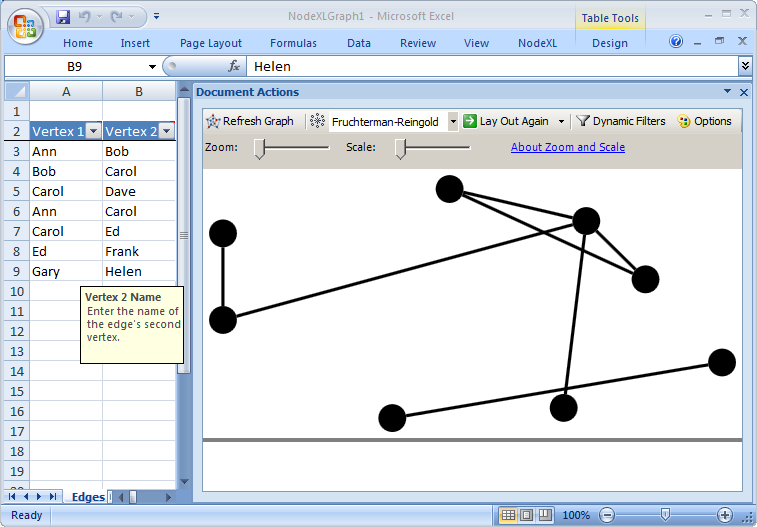 NodeXLGraph1 - Microsoft Excel
Table Tools
Home Insert Page Layout Formulas Data Review View NodeXL Design
B9 fx Helen
Document Actions
A B
Refresh Graph Fruchterman-Reingold Lay Out Again Dynamic Filters Options
Zoom: Scale: About Zoom and Scale
1
2 Vertex 1 Vertex 2
3 Ann Bob
4 Bob Carol
5 Carol Dave
6 Ann Carol
7 Carol Ed
8 Ed Frank
9 Gary Helen
10
11
12
13
14
15
16
17
18
19
Vertex 2 Name
Enter the name of
the edge's second
vertex.
Edges
Ready 100%